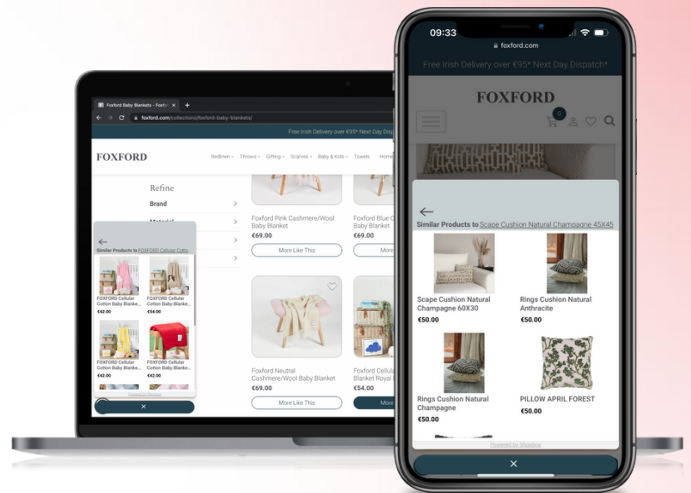 Foxford Baby Blankets - Foxfo
foxford.com/collections/foxford-baby-blankets/
Free Irish Delivery over €95* Next Day Disp
FOXFORD
Bedlinen
Throws
Gifting
Scarves
Baby & Kids
Towels
Home
Refine
Brand
Foxford Pink Cashmere/Wool
Baby Blanket
€69.00
More Like This
Foxford Blue C
Baby Blanket
€69.00
More
Foxford Neutral
Cashmere/Wool Baby Blanket
€69.00
More Like This
Foxford Cellula
Blanket Royal
€54.00
More
Similar Products to FOXFORD Cellular Cotto
FOXFORD Cellular
Cotton Baby Blanke...
€42.00
FOXFORD Cellular
Cotton Baby Blanke...
€54.00
FOXFORD Cellular
Cotton Baby Blanke...
€42.00
FOXFORD Cellular
Cotton Baby Blanke...
€42.00
09:33
foxford.com
Free Irish Delivery over €95* Next Day Dispatch*
FOXFORD
0
Similar Products to Scape Cushion Natural Champagne 45X45
Scape Cushion Natural
Champagne 60X30
€50.00
Rings Cushion Natural
Anthracite
€50.00
Rings Cushion Natural
Champagne
€50.00
PILLOW APRIL FOREST
€50.00
Powered by Shopbox